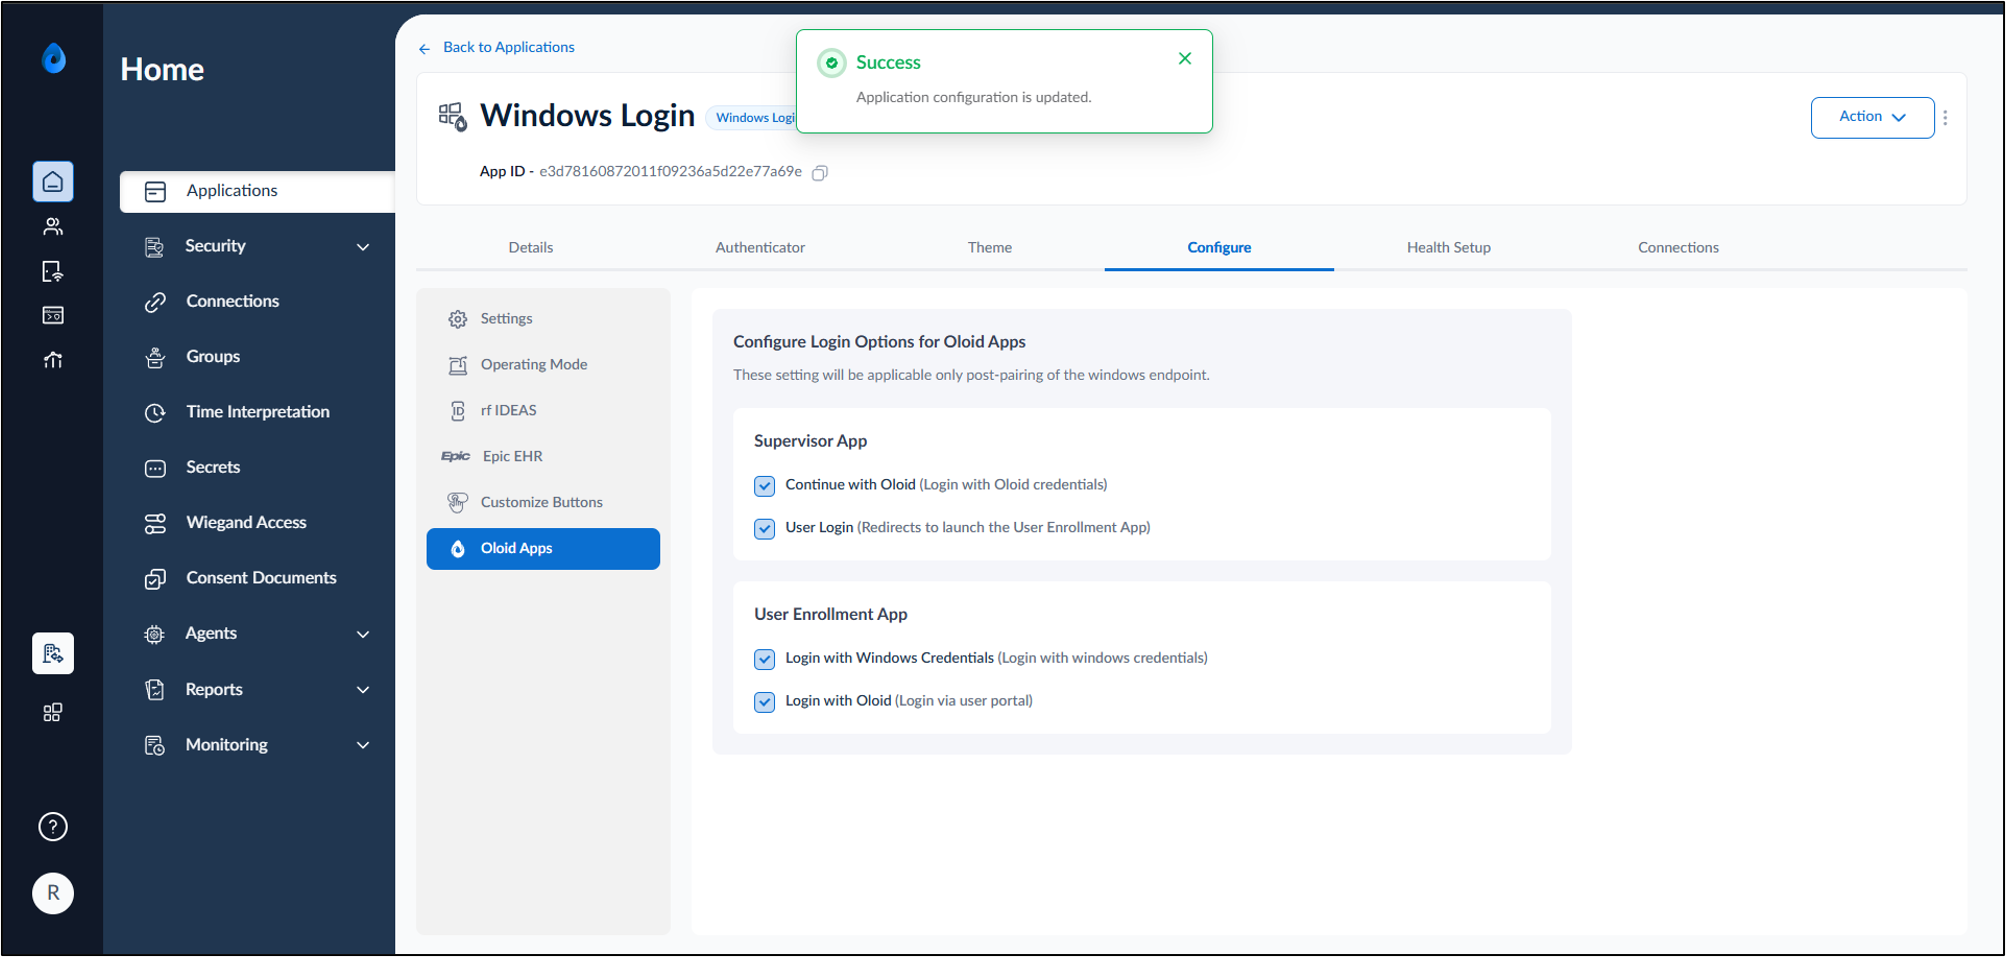 Home
Applications
Security
Connections
Groups
Time Interpretation
Secrets
Wiegand Access
Consent Documents
Agents
Reports
Monitoring
?
R
Back to Applications
Success
Application configuration is updated.
Windows Login
Windows Logi
Action
App ID - e3d78160872011f09236a5d22e77a69e
Details
Authenticator
Theme
Configure
Health Setup
Connections
Settings
Operating Mode
ID
rf IDEAS
Epic
Epic EHR
Customize Buttons
Oloid Apps
Configure Login Options for Oloid Apps
These setting will be applicable only post-pairing of the windows endpoint.
Supervisor App
Continue with Oloid (Login with Oloid credentials)
User Login (Redirects to launch the User Enrollment App)
User Enrollment App
Login with Windows Credentials (Login with windows credentials)
Login with Oloid (Login via user portal)